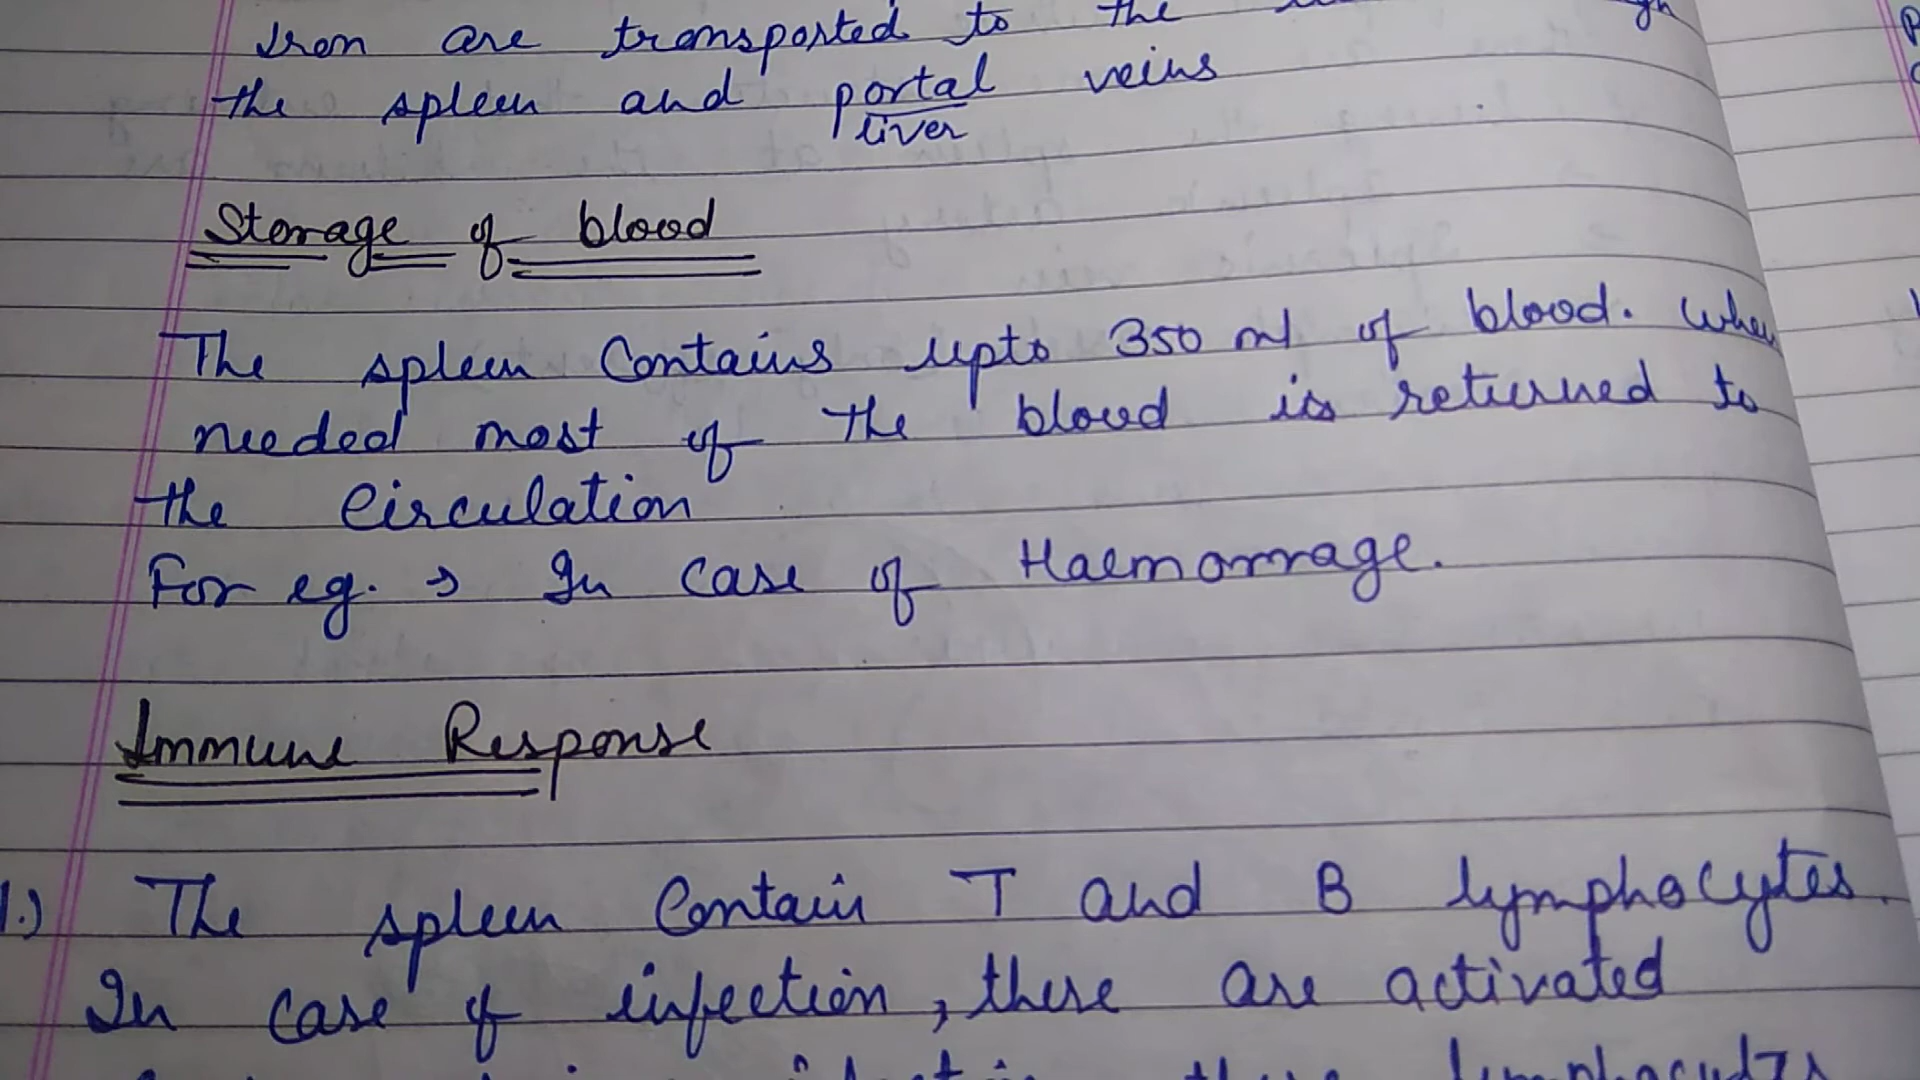 Iron are transported to the
the spleen and portal veins
liver
Storage of blood
The spleen Contains upto 350 ml of blood. When
needed most of the blood is returned to
the Circulation
For eg. → In case of Haemorrage.
Immune Response
1.) The spleen Contain T and B lymphocytes.
In case of infection, these are activated